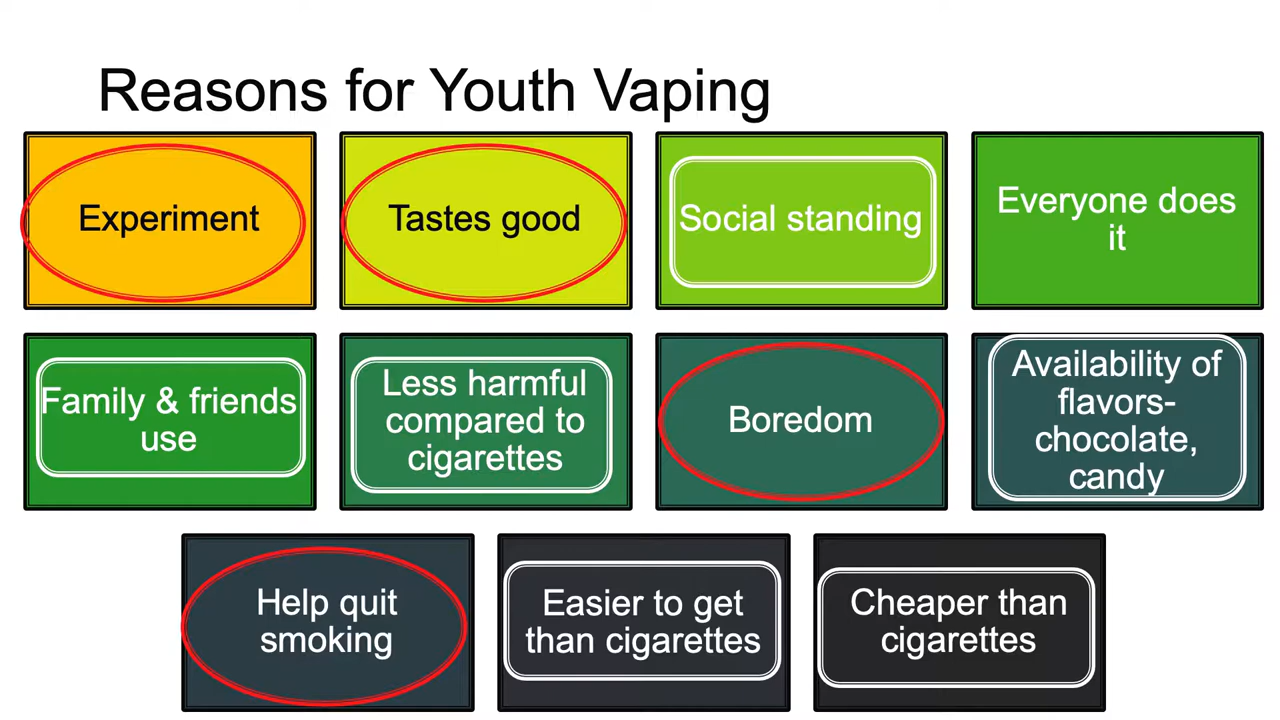 Reasons for Youth Vaping
Experiment
Tastes good
Social standing
Everyone does
it
Family & friends
use
Less harmful
compared to
cigarettes
Boredom
Availability of
flavors-
chocolate,
candy
Help quit
smoking
Easier to get
than cigarettes
Cheaper than
cigarettes